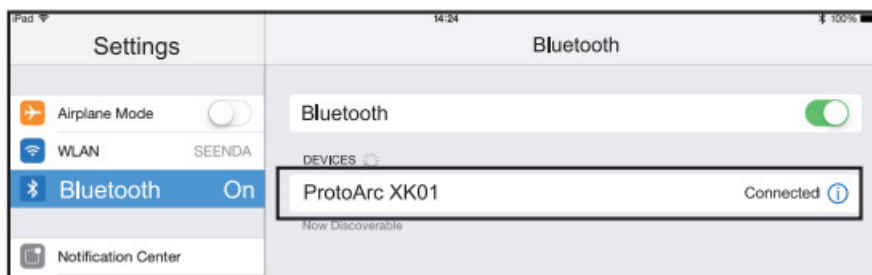 iPad 14:24 100%
Settings
Bluetooth
Airplane Mode
WLAN SEENDA
Bluetooth On
Notification Center
Bluetooth
DEVICES
ProtoArc XK01 Connected
Now Discoverable